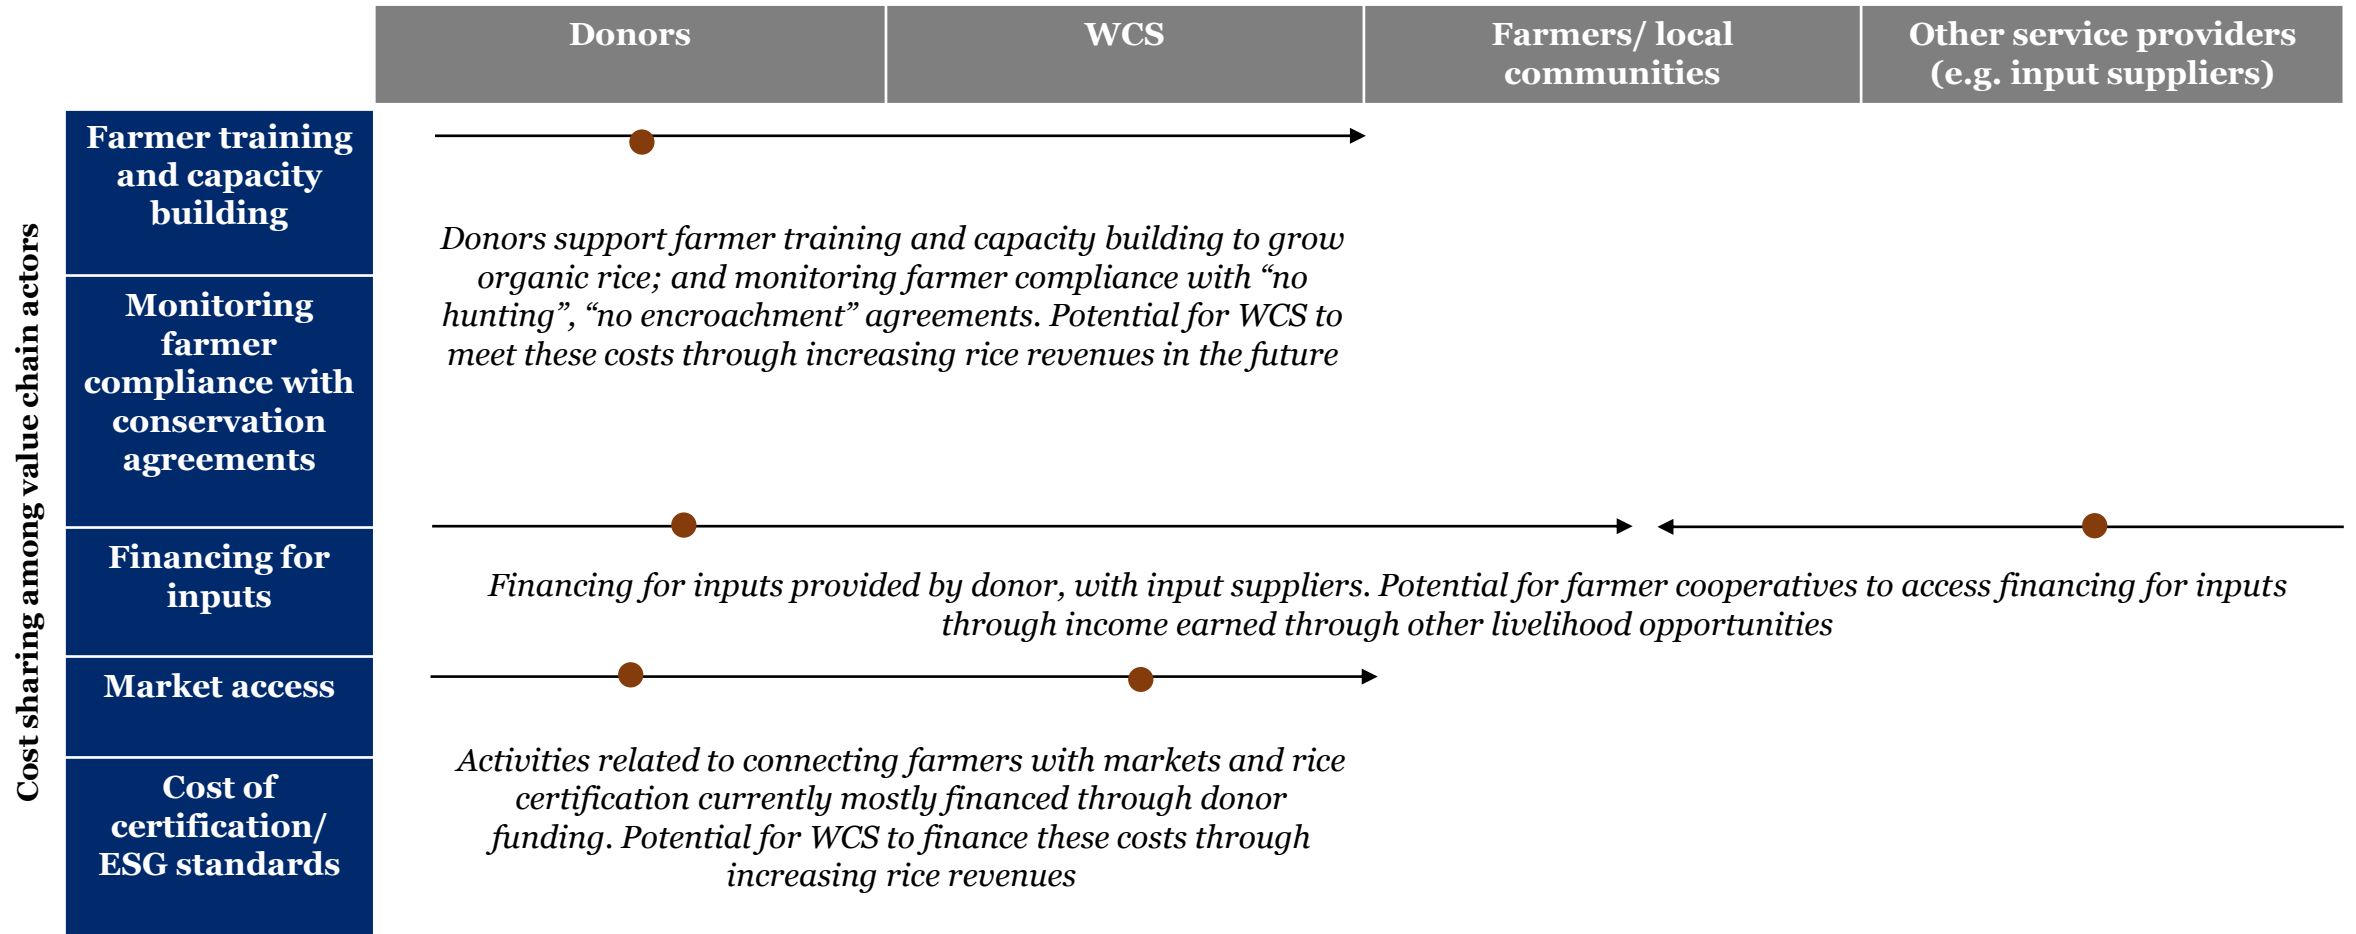 Donors
WCS
Farmers/ local
communities
Other service providers
(e.g. input suppliers)
Cost sharing among value chain actors
Farmer training
and capacity
building
Monitoring
farmer
compliance with
conservation
agreements
Donors support farmer training and capacity building to grow
organic rice; and monitoring farmer compliance with “no
hunting”, “no encroachment” agreements. Potential for WCS to
meet these costs through increasing rice revenues in the future
Financing for
inputs
Financing for inputs provided by donor, with input suppliers. Potential for farmer cooperatives to access financing for inputs
through income earned through other livelihood opportunities
Market access
Cost of
certification/
ESG standards
Activities related to connecting farmers with markets and rice
certification currently mostly financed through donor
funding. Potential for WCS to finance these costs through
increasing rice revenues